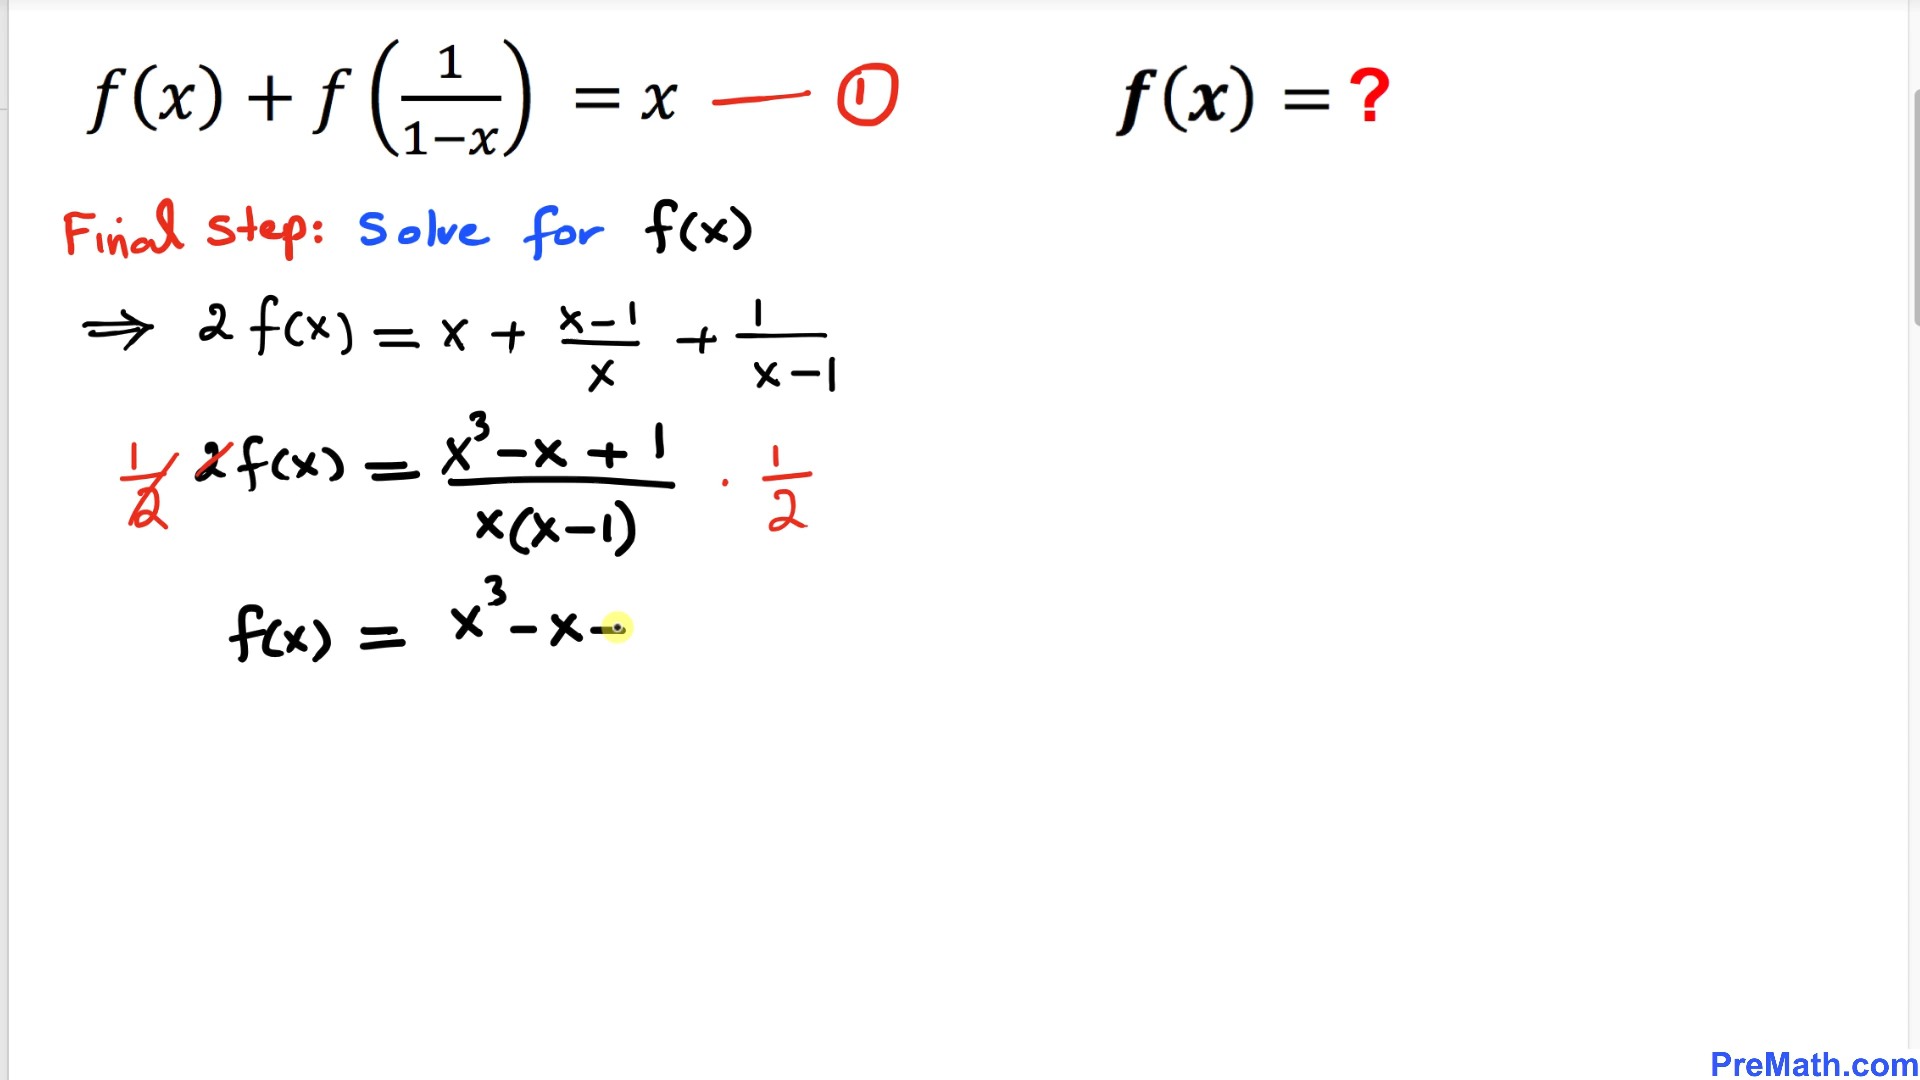 f(x) + f(1/(1−x)) = x — ①
f(x) = ?
Final step: Solve for f(x)
⇒ 2f(x) = x + (x−1)/x + 1/(x−1)
1/2 2f(x) = (x³−x+1)/(x(x−1)) · 1/2
f(x) = x³−x−
PreMath.com